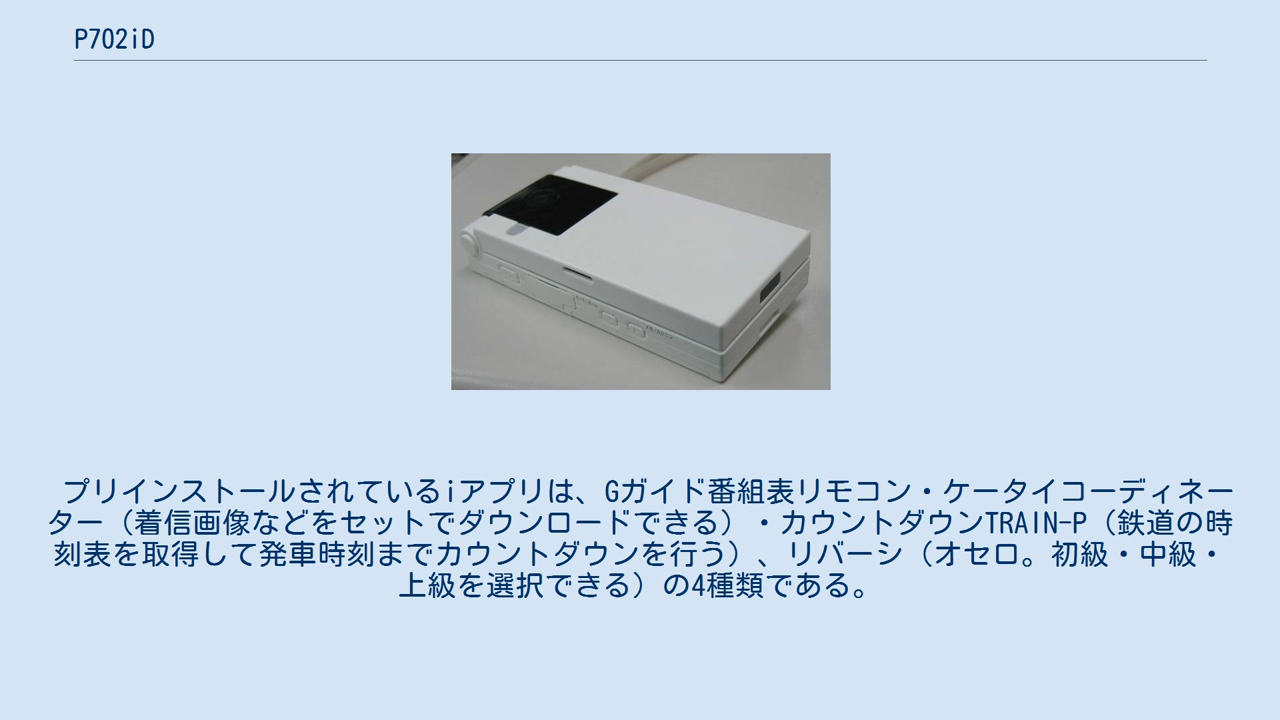 P702iD
プリインストールされているiアプリは、Gガイド番組表リモコン・ケータイコーディネー
ター（着信画像などをセットでダウンロードできる）・カウントダウンTRAIN-P（鉄道の時
刻表を取得して発車時刻までカウントダウンを行う）、リバーシ（オセロ。初級・中級・
上級を選択できる）の4種類である。